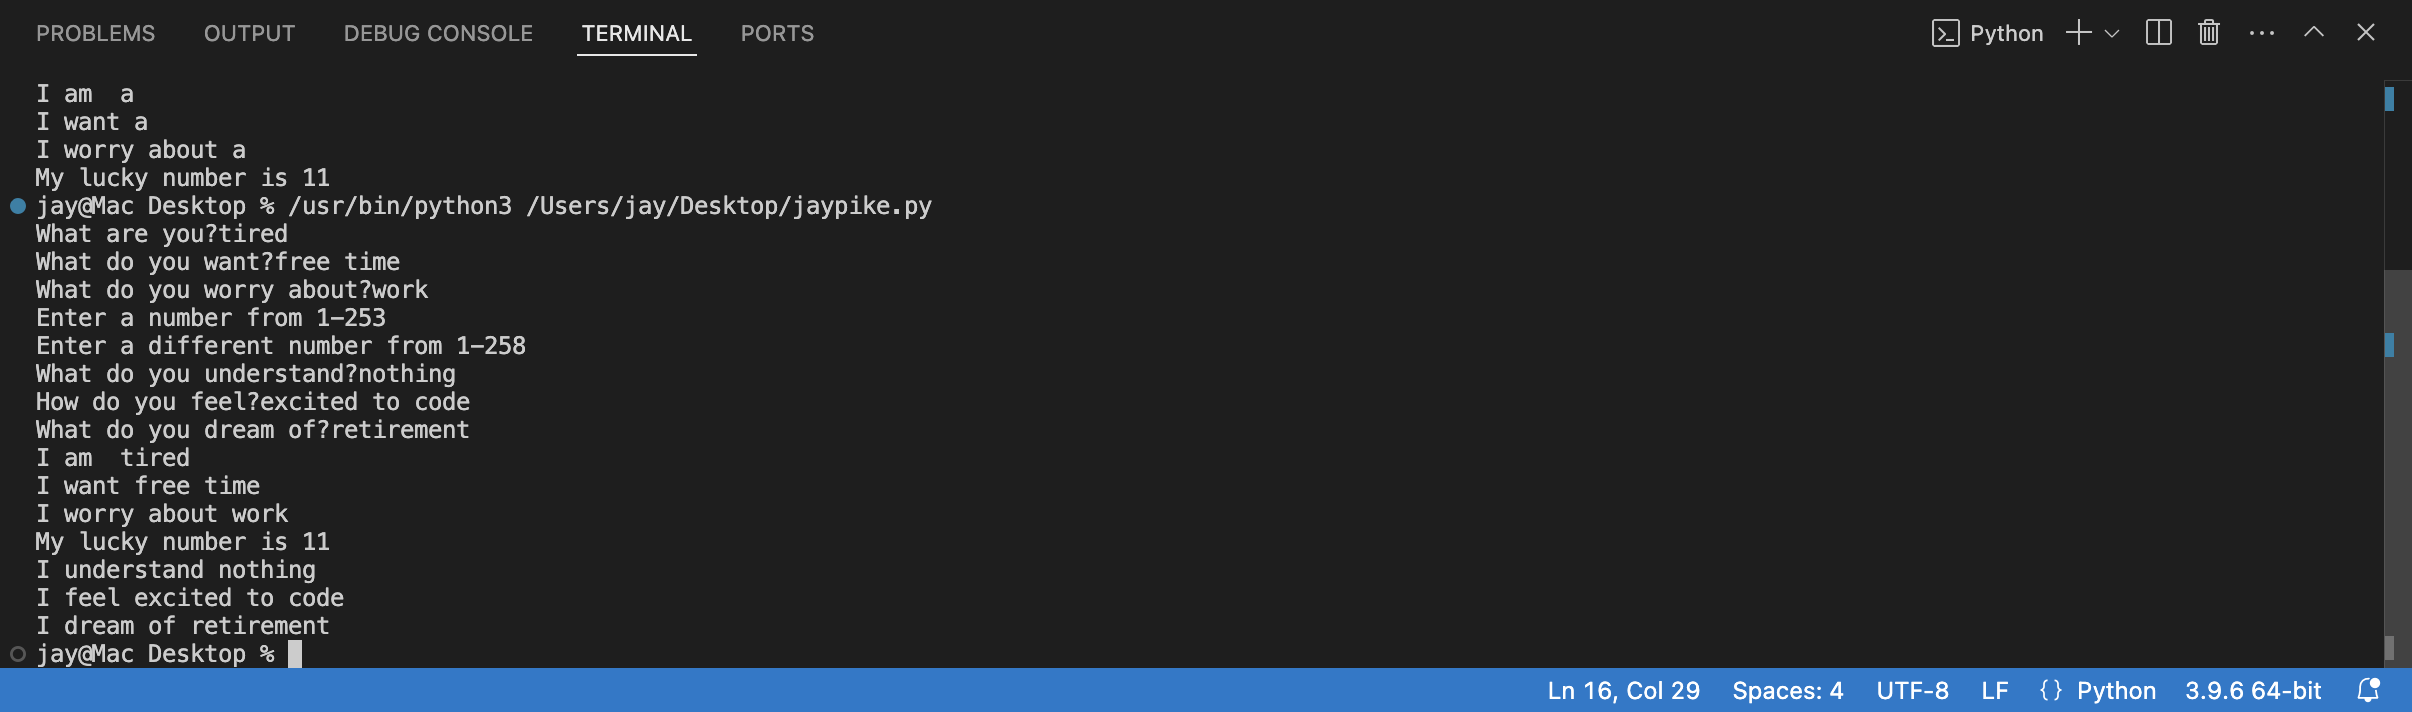 PROBLEMS OUTPUT DEBUG CONSOLE TERMINAL PORTS Python
I am  a
I want a
I worry about a
My lucky number is 11
jay@Mac Desktop % /usr/bin/python3 /Users/jay/Desktop/jaypike.py
What are you?tired
What do you want?free time
What do you worry about?work
Enter a number from 1-253
Enter a different number from 1-258
What do you understand?nothing
How do you feel?excited to code
What do you dream of?retirement
I am  tired
I want free time
I worry about work
My lucky number is 11
I understand nothing
I feel excited to code
I dream of retirement
jay@Mac Desktop %
Ln 16, Col 29 Spaces: 4 UTF-8 LF {} Python 3.9.6 64-bit